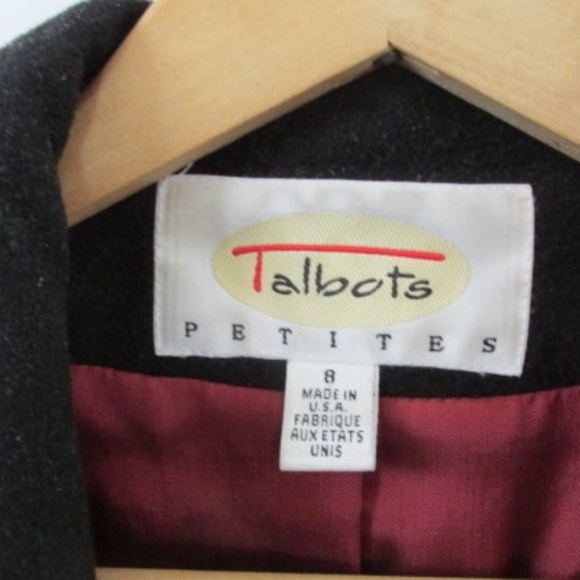 Talbots
PETITES
8
MADE IN
U.S.A.
FABRIQUE
AUX ETATS
UNIS